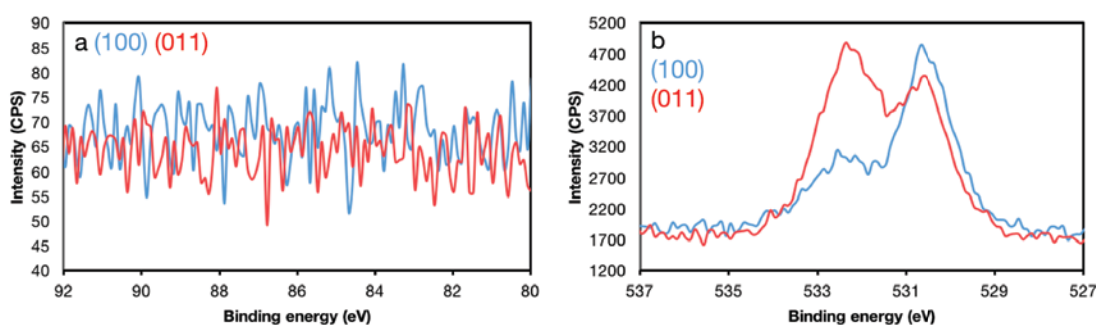 a (100) (011)
Intensity (CPS)
90
85
80
75
70
65
60
55
50
45
40
92 90 88 86 84 82 80
Binding energy (eV)
b
(100)
(011)
Intensity (CPS)
5200
4700
4200
3700
3200
2700
2200
1700
1200
537 535 533 531 529 527
Binding energy (eV)